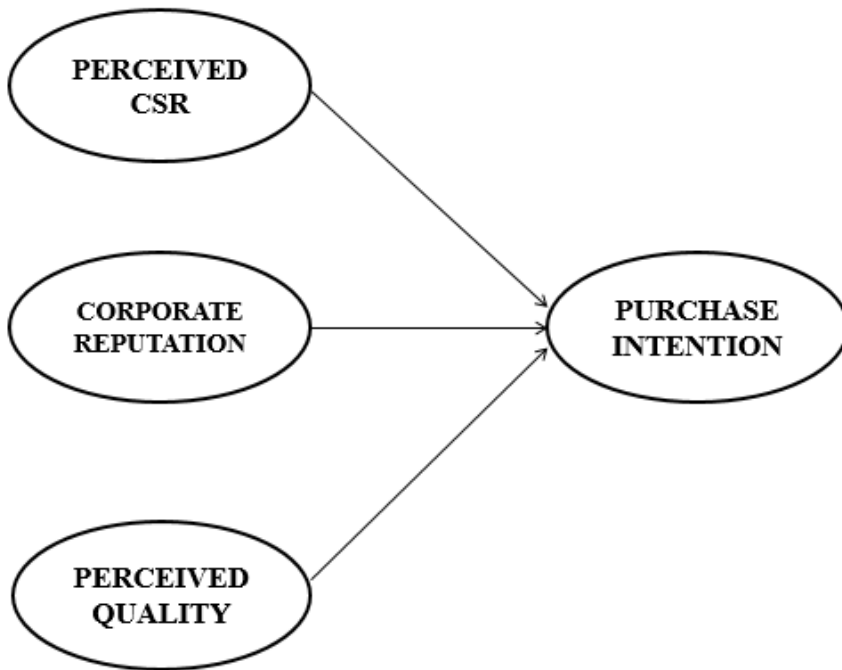 PERCEIVED
CSR
CORPORATE
REPUTATION
PURCHASE
INTENTION
PERCEIVED
QUALITY